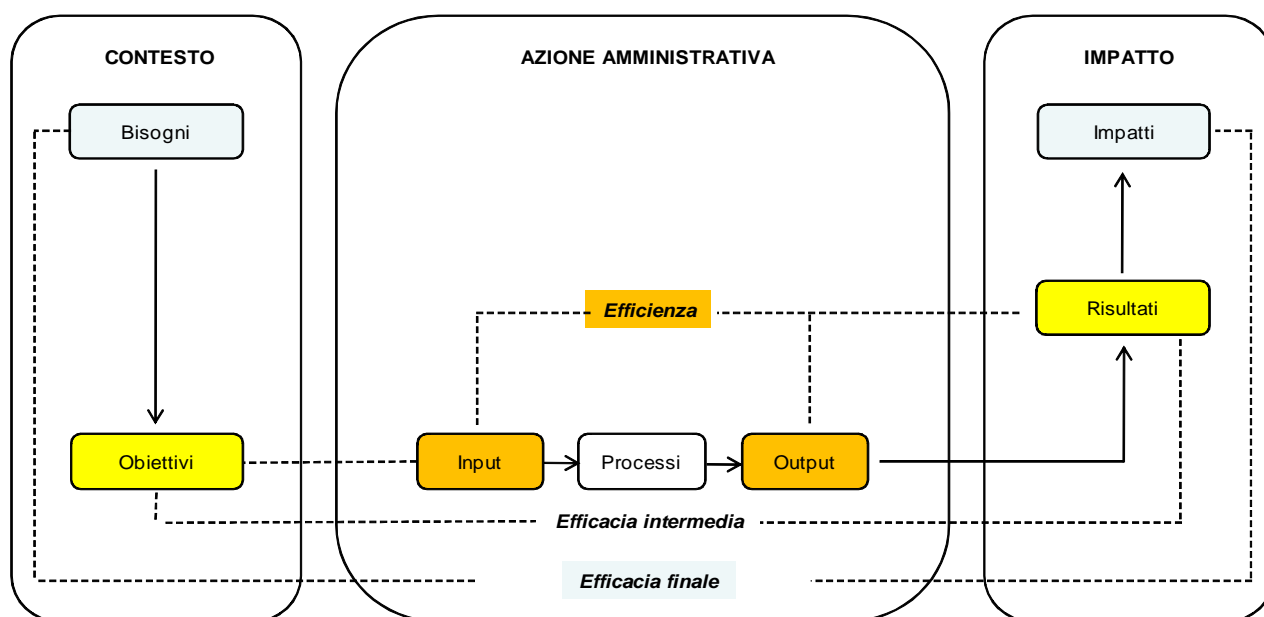 CONTESTO
AZIONE AMMINISTRATIVA
IMPATTO
Bisogni
Impatti
Efficienza
Risultati
Obiettivi
Input
Processi
Output
Efficacia intermedia
Efficacia finale